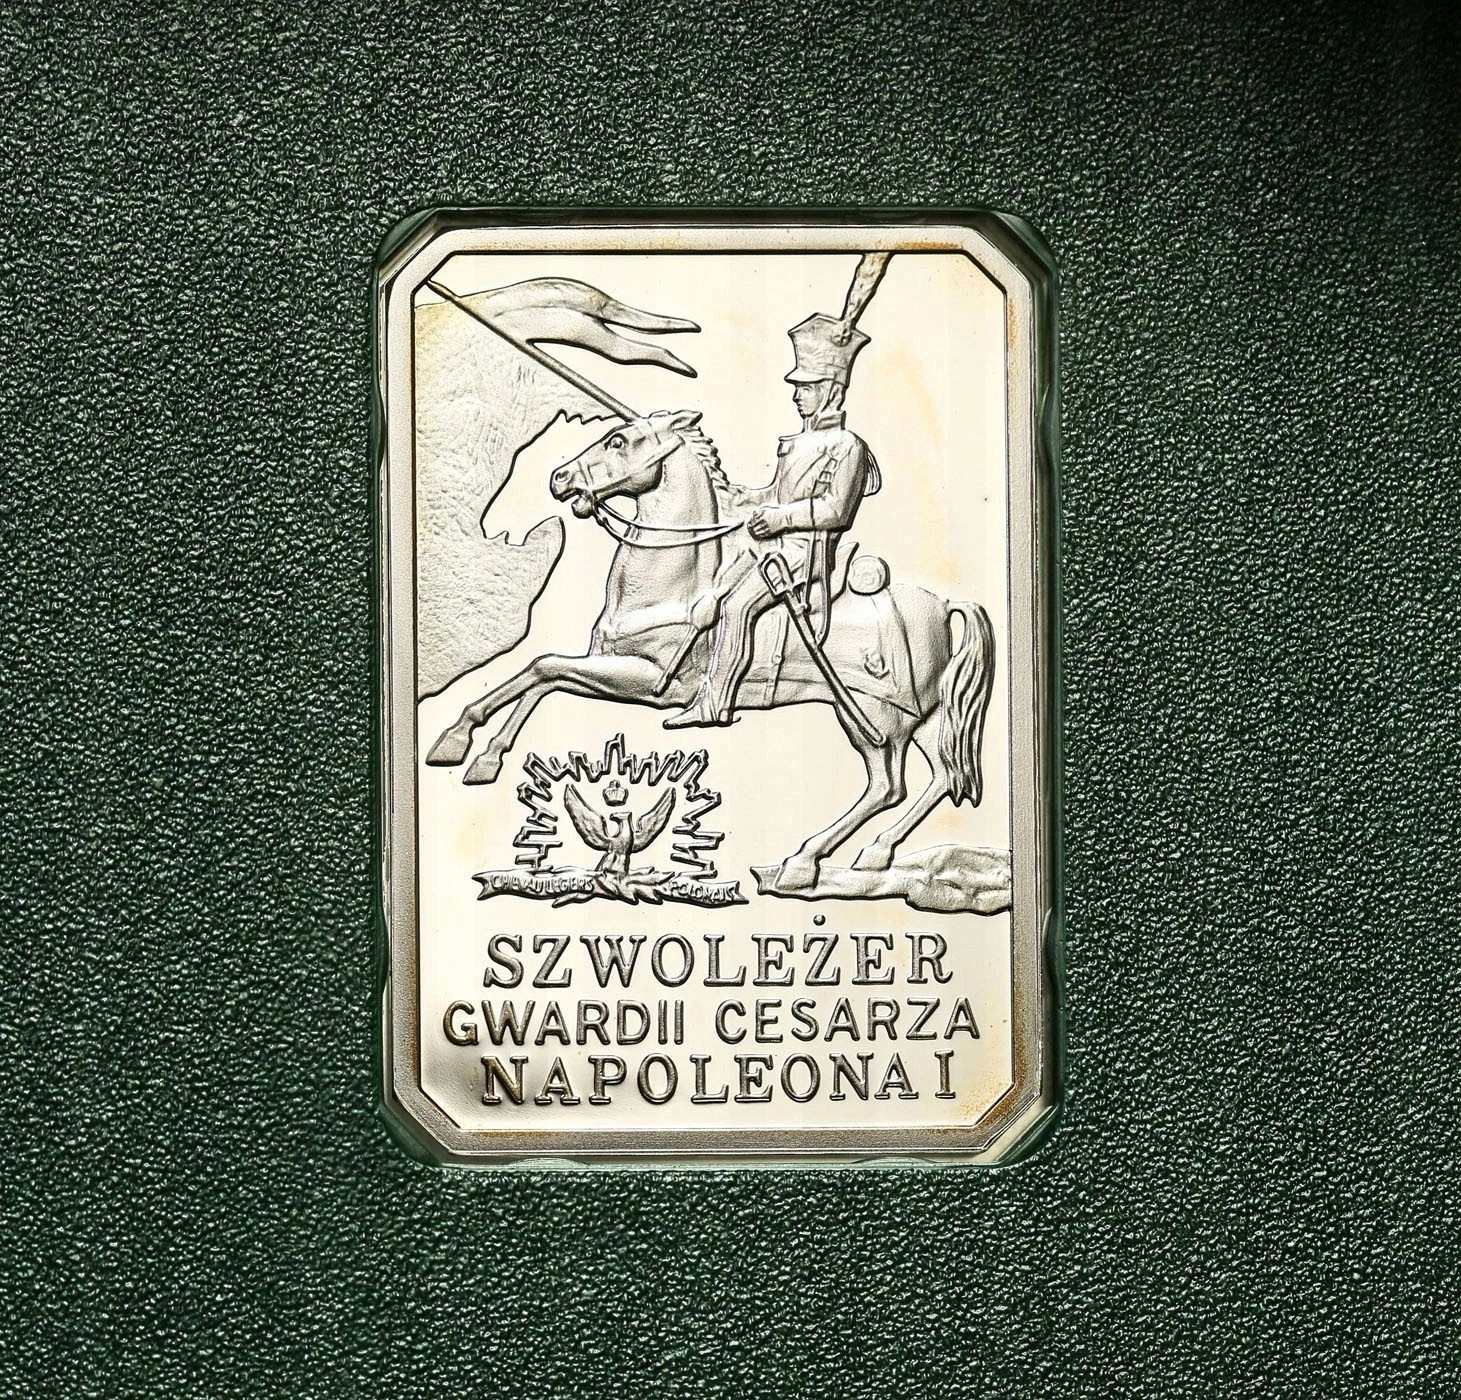 CHEVAULEGERS POLONAIS
SZWOLEŻER
GWARDII CESARZA
NAPOLEONA I